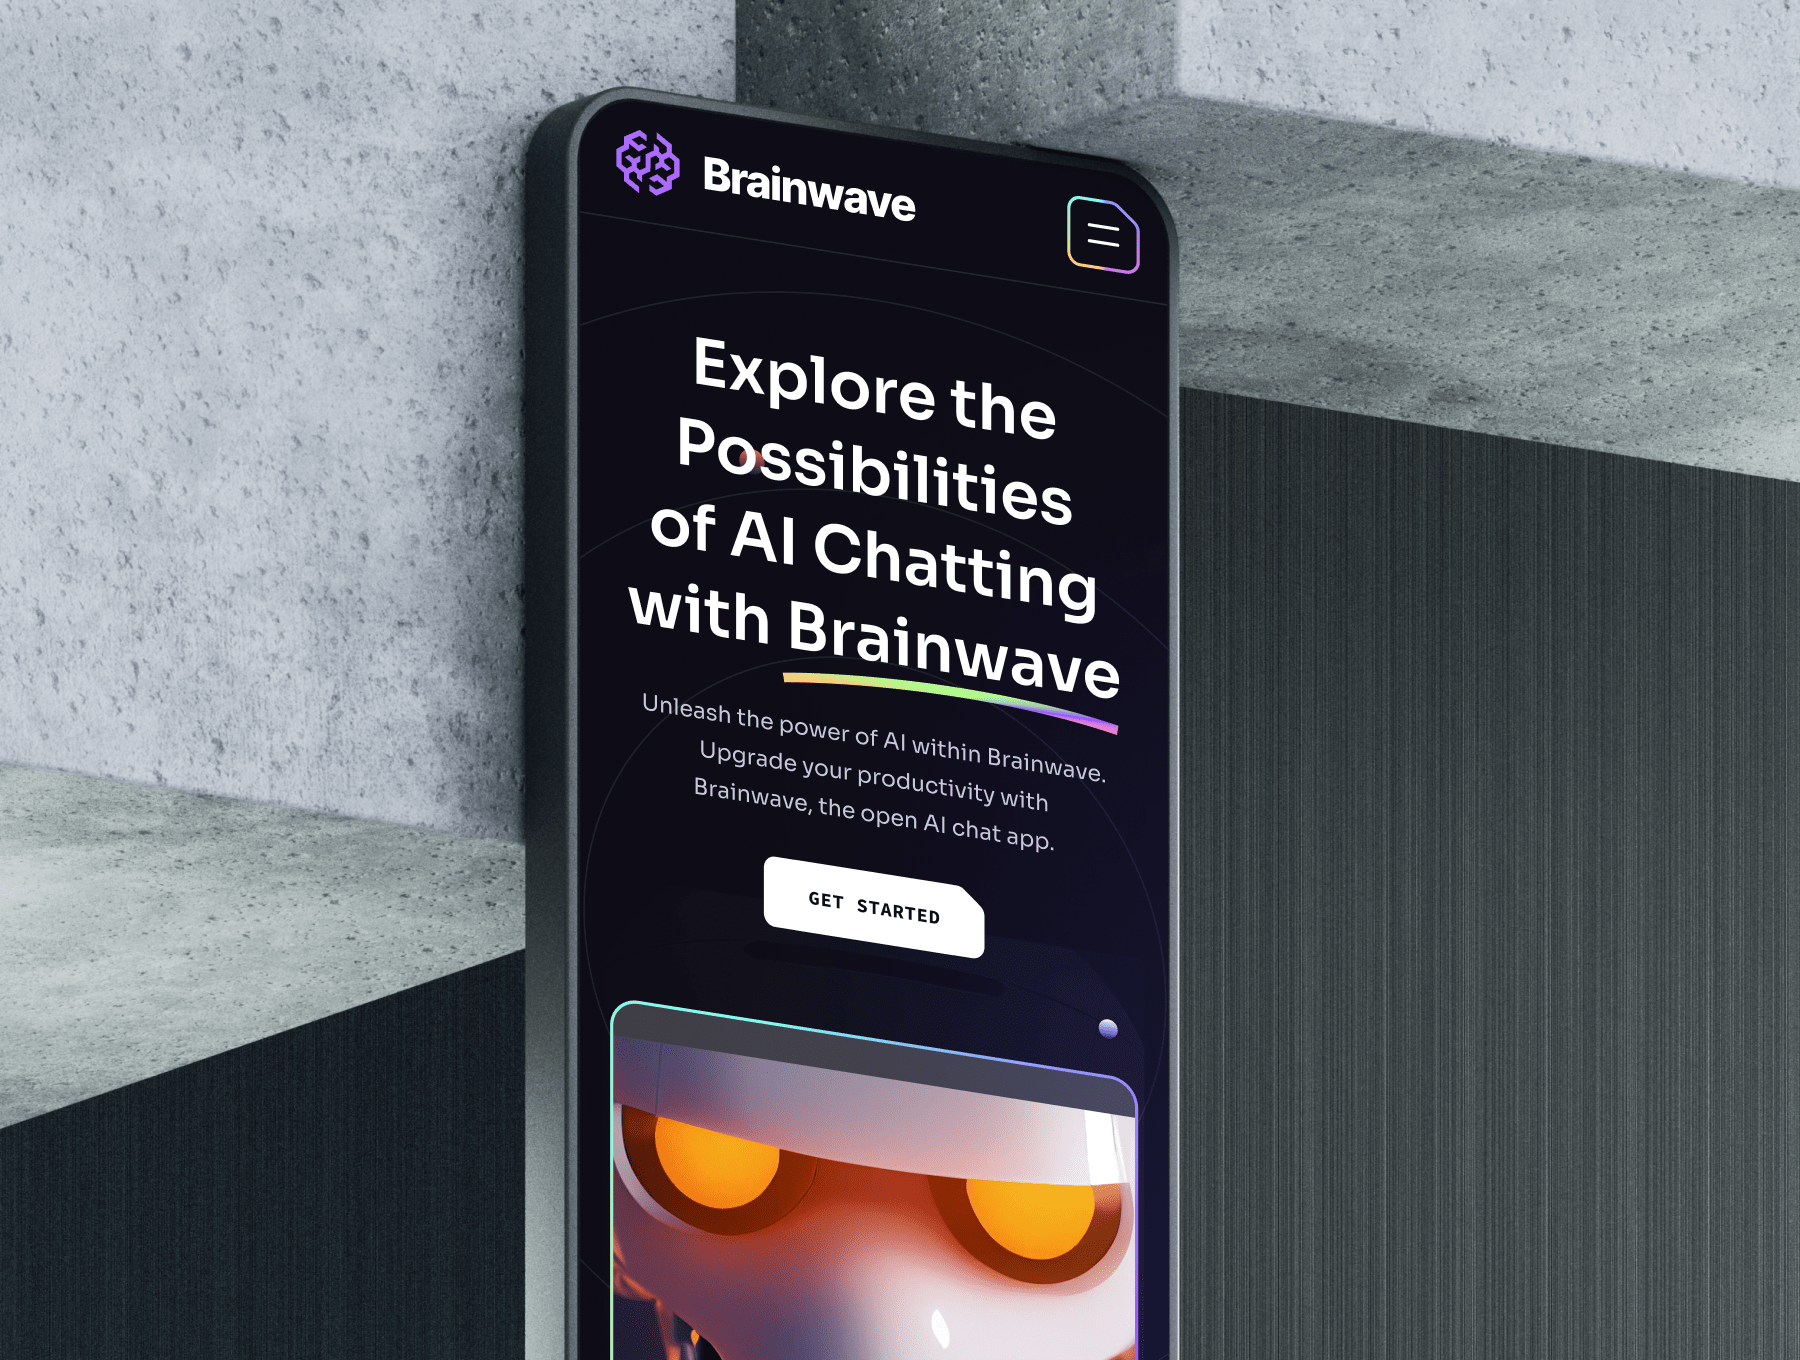 Brainwave
Explore the
Possibilities
of AI Chatting
with Brainwave
Unleash the power of AI within Brainwave.
Upgrade your productivity with
Brainwave, the open AI chat app.
GET STARTED